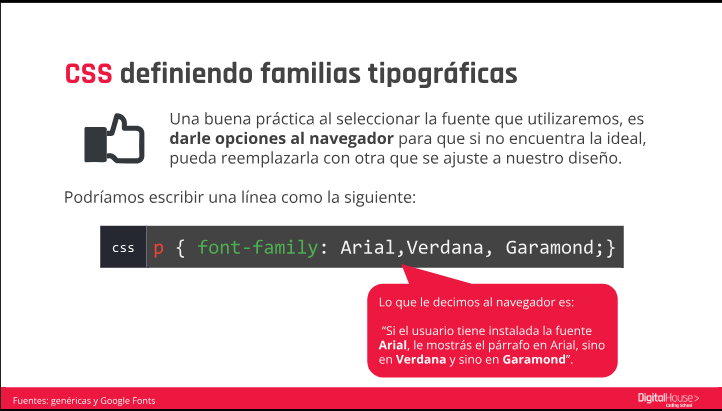 CSS definiendo familias tipográficas
Una buena práctica al seleccionar la fuente que utilizaremos, es
darle opciones al navegador para que si no encuentra la ideal,
pueda reemplazarla con otra que se ajuste a nuestro diseño.
Podríamos escribir una línea como la siguiente:
css p { font-family: Arial,Verdana, Garamond;}
Lo que le decimos al navegador es:
“Si el usuario tiene instalada la fuente
Arial, le mostrás el párrafo en Arial, sino
en Verdana y sino en Garamond”.
Fuentes: genéricas y Google Fonts
DigitalHouse>
Coding School